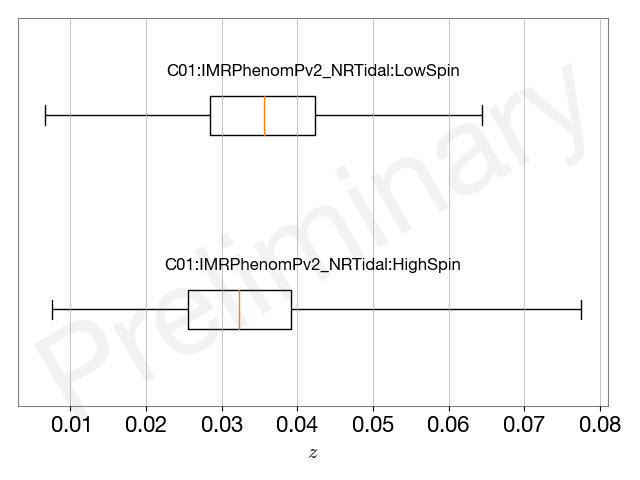 C01:IMRPhenomPv2_NRTidal:LowSpin
Preliminary
C01:IMRPhenomPv2_NRTidal:HighSpin
0.01 0.02 0.03 0.04 0.05 0.06 0.07 0.08
z